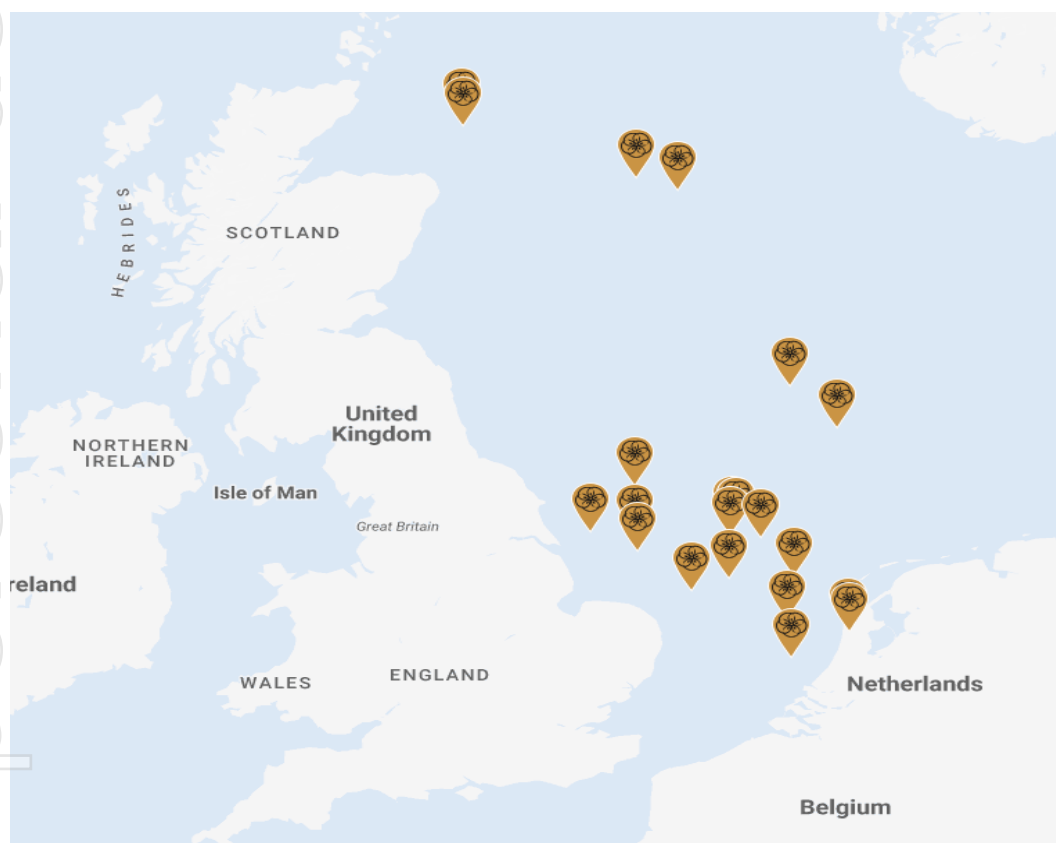 HEBRIDES
SCOTLAND
United
Kingdom
NORTHERN
IRELAND
Isle of Man
Great Britain
reland
WALES
ENGLAND
Netherlands
Belgium